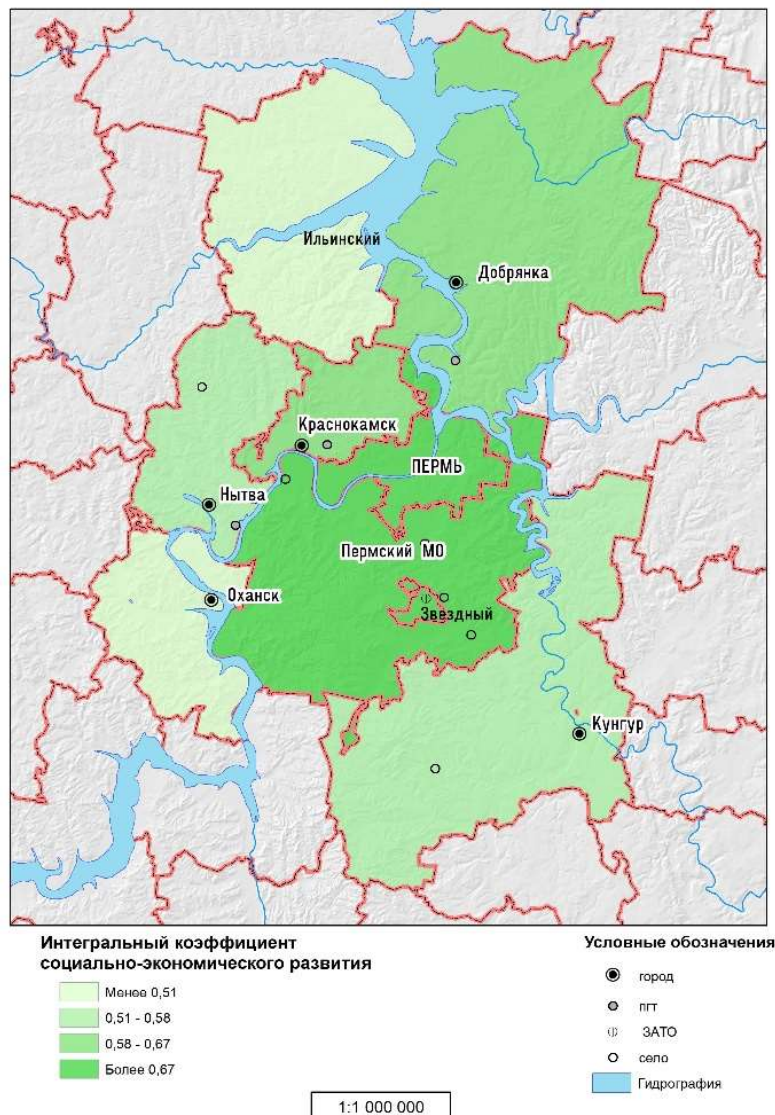 Ильинский
Добрянка
Краснокамск
ПЕРМЬ
Нытва
Пермский МО
Оханск
Звездный
Кунгур
Интегральный коэффициент
социально-экономического развития
Менее 0,51
0,51 - 0,58
0,58 - 0,67
Более 0,67
Условные обозначения
город
пгт
ЗАТО
село
Гидрография
1:1 000 000